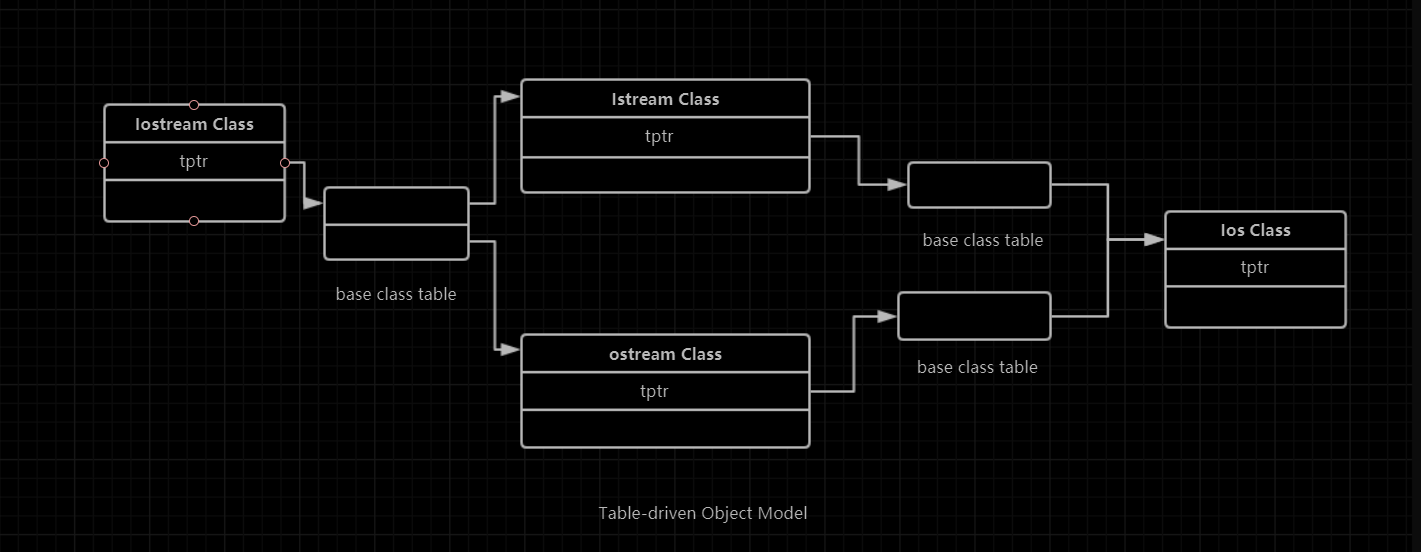 Iostream Class
tptr
base class table
Istream Class
tptr
ostream Class
tptr
base class table
base class table
Ios Class
tptr
Table-driven Object Model